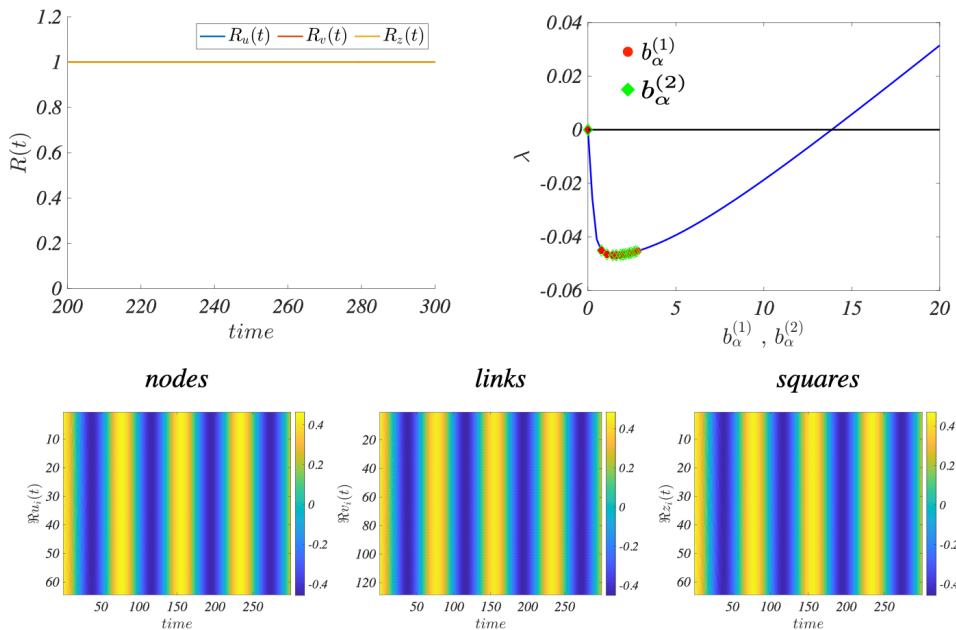 1.2
R_u(t) R_v(t) R_z(t)
1
0.8
0.6
0.4
0.2
0
R(t)
200 220 240 260 280 300
time
0.04
0.02
0
-0.02
-0.04
-0.06
λ
b_α^(1)
b_α^(2)
0 5 10 15 20
b_α^(1) , b_α^(2)
nodes links squares
10
20
30
40
50
60
ℜu_i(t)
50 100 150 200 250
time
0.4
0.2
0
-0.2
-0.4
20
40
60
80
100
120
ℜv_i(t)
50 100 150 200 250
time
0.4
0.2
0
-0.2
-0.4
10
20
30
40
50
60
ℜz_i(t)
50 100 150 200 250
time
0.4
0.2
0
-0.2
-0.4